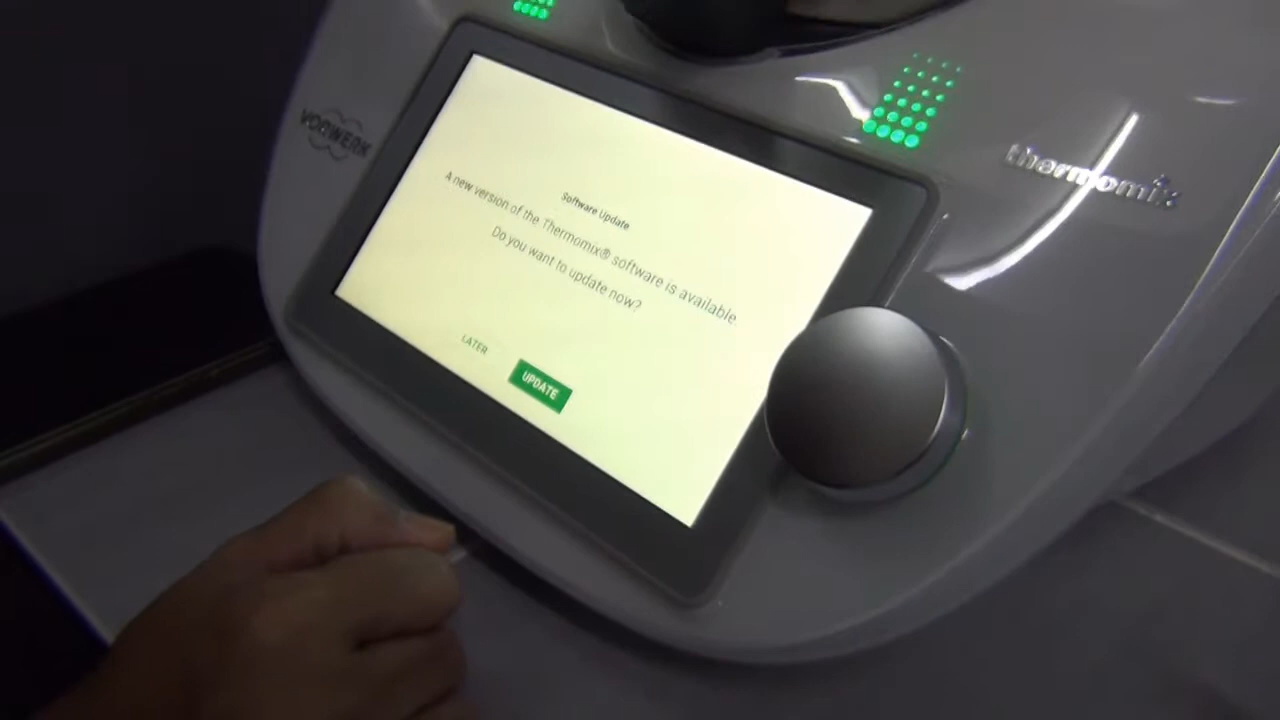 VORWERK
thermomix
Software Update
A new version of the Thermomix® software is available.
Do you want to update now?
LATER
UPDATE